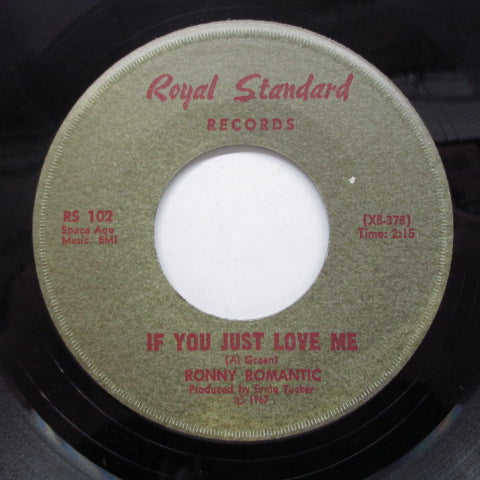 Royal Standard
RECORDS
RS 102
Space Age
Music BMI
(XB-378)
Time: 2:15
IF YOU JUST LOVE ME
(Al Green)
RONNY ROMANTIC
Produced by Ernie Tucker
℗ 1967